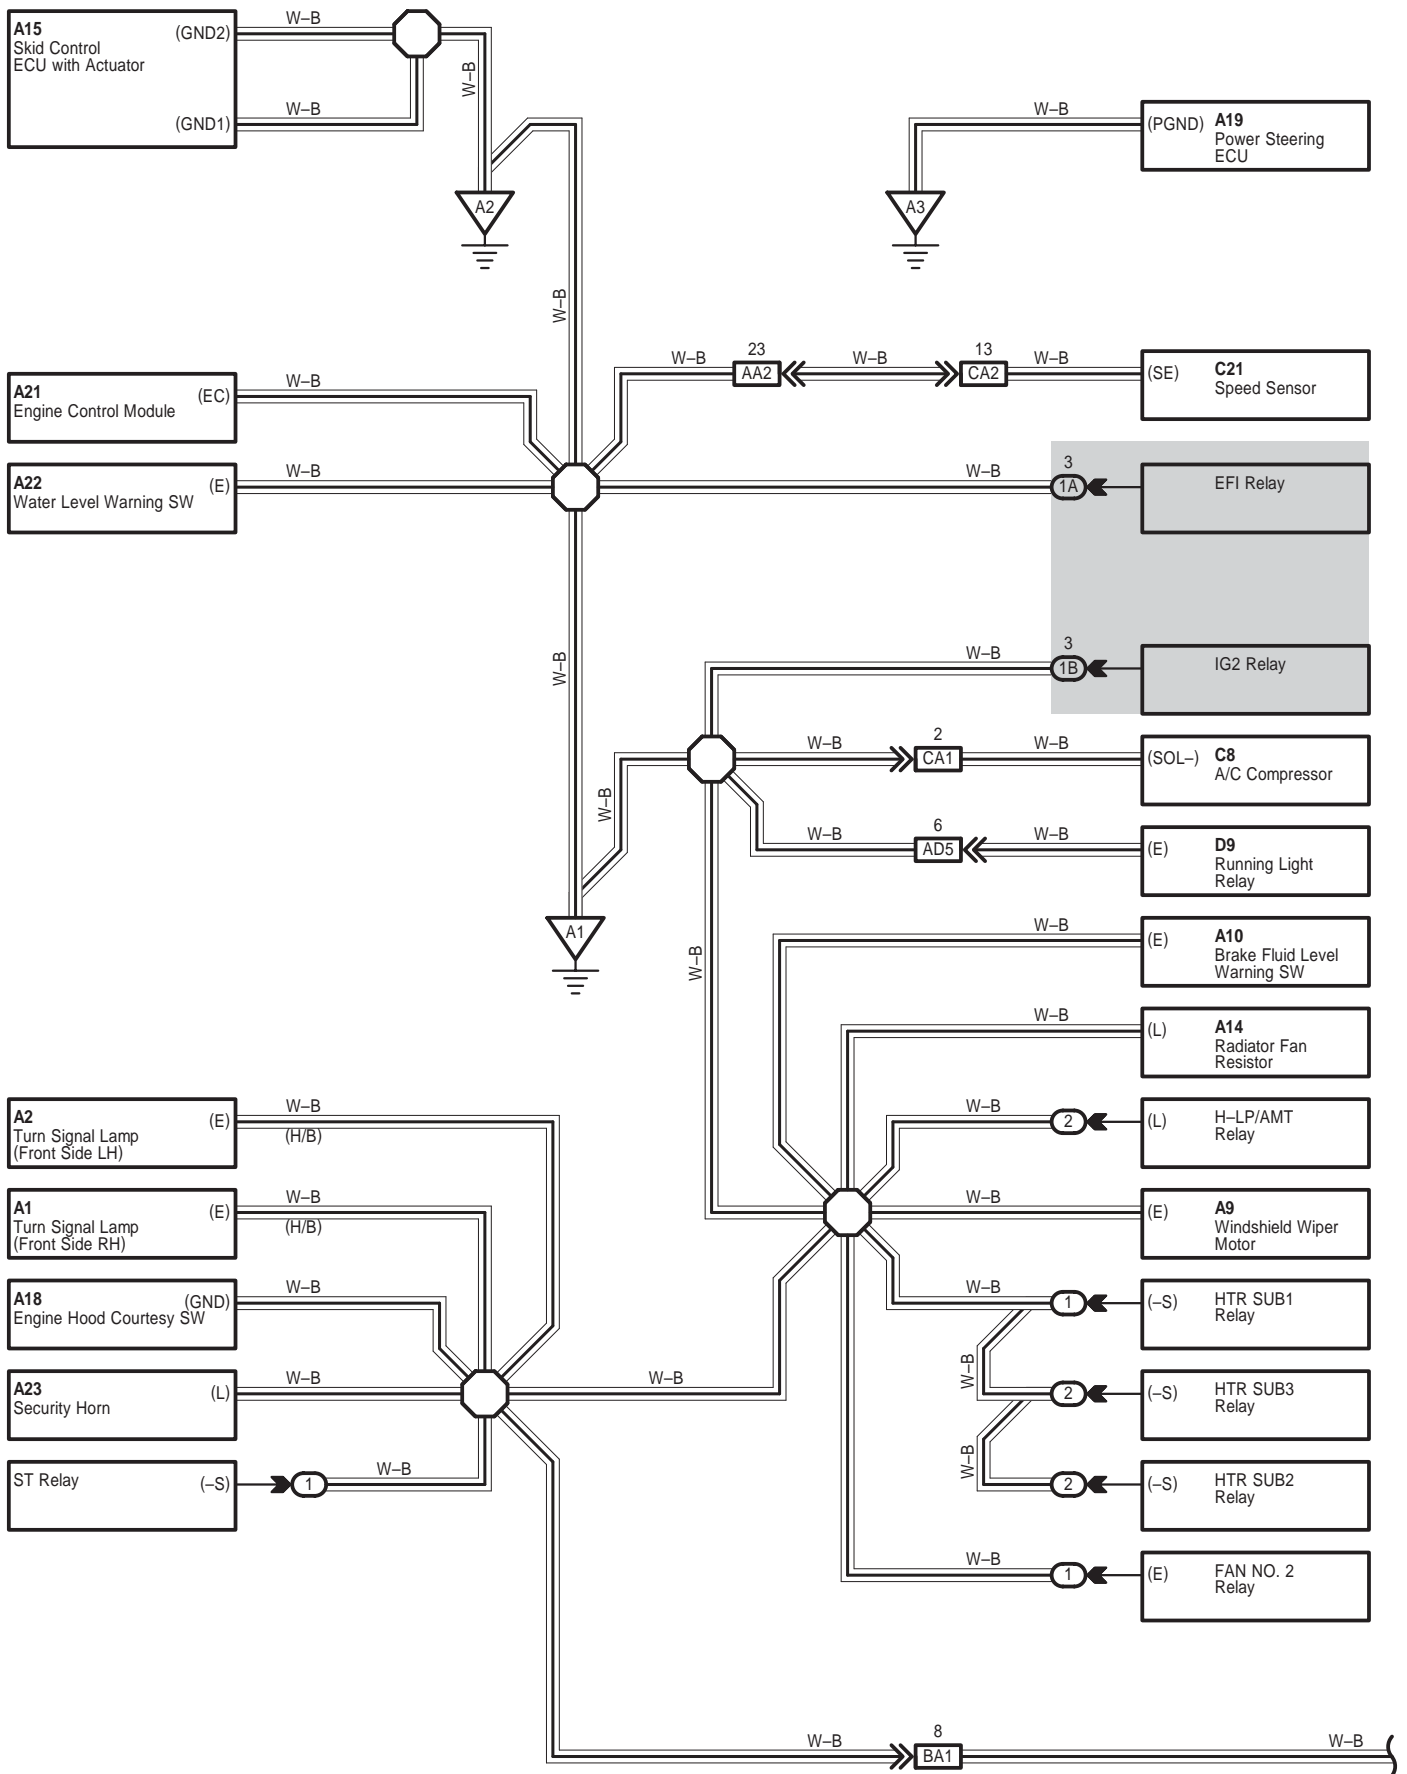 A15
(GND2)
Skid Control
ECU with Actuator
(GND1)
W–B
W–B
W–B
A2
W–B
A3
(PGND)
A19
Power Steering
ECU
W–B
A21
(EC)
Engine Control Module
W–B
A22
(E)
Water Level Warning SW
W–B
W–B
23
AA2
W–B
13
CA2
W–B
(SE)
C21
Speed Sensor
W–B
3
1A
EFI Relay
W–B
W–B
3
1B
IG2 Relay
W–B
W–B
2
CA1
W–B
(SOL–)
C8
A/C Compressor
W–B
6
AD5
W–B
(E)
D9
Running Light
Relay
A1
W–B
W–B
(E)
A10
Brake Fluid Level
Warning SW
W–B
(L)
A14
Radiator Fan
Resistor
A2
(E)
Turn Signal Lamp
(Front Side LH)
W–B
(H/B)
W–B
2
(L)
H–LP/AMT
Relay
A1
(E)
Turn Signal Lamp
(Front Side RH)
W–B
(H/B)
W–B
(E)
A9
Windshield Wiper
Motor
A18
(GND)
Engine Hood Courtesy SW
W–B
W–B
1
(–S)
HTR SUB1
Relay
W–B
A23
(L)
Security Horn
W–B
W–B
2
(–S)
HTR SUB3
Relay
W–B
ST Relay
(–S)
1
W–B
2
(–S)
HTR SUB2
Relay
W–B
1
(E)
FAN NO. 2
Relay
W–B
8
BA1
W–B